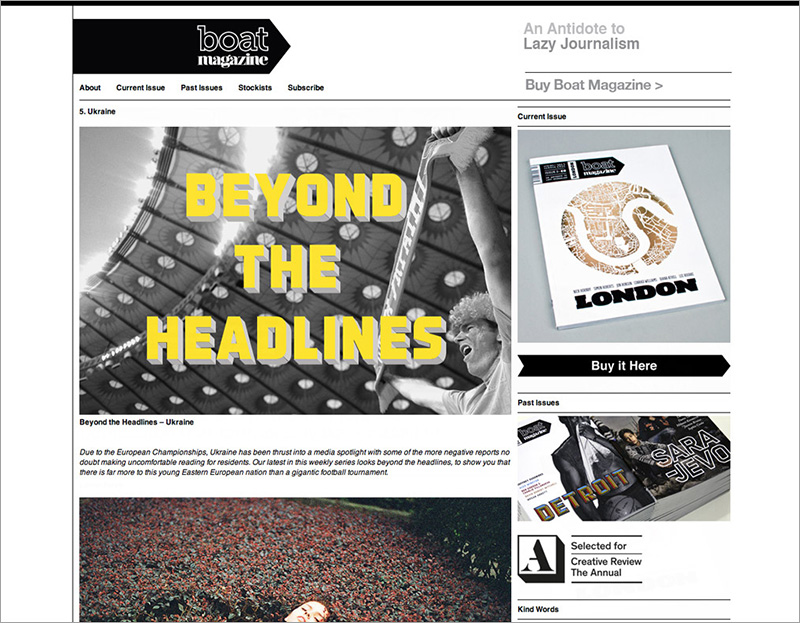 boat
magazine
An Antidote to
Lazy Journalism
Buy Boat Magazine >
About Current Issue Past Issues Stockists Subscribe
5. Ukraine
BEYOND
THE
HEADLINES
Beyond the Headlines – Ukraine
Due to the European Championships, Ukraine has been thrust into a media spotlight with some of the more negative reports no
doubt making uncomfortable reading for residents. Our latest in this weekly series looks beyond the headlines, to show you that
there is far more to this young Eastern European nation than a gigantic football tournament.
Current Issue
boat
magazine
LONDON
Buy it Here
Past Issues
boat
DETROIT
SARA
-JEVO
A
Selected for
Creative Review
The Annual
Kind Words